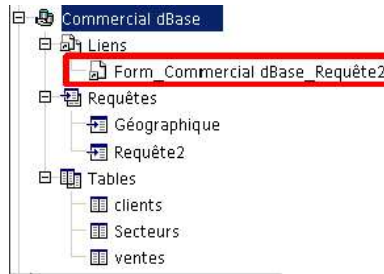 Commercial dBase
Liens
Form_Commercial dBase_Requête2
Requêtes
Géographique
Requête2
Tables
clients
Secteurs
ventes